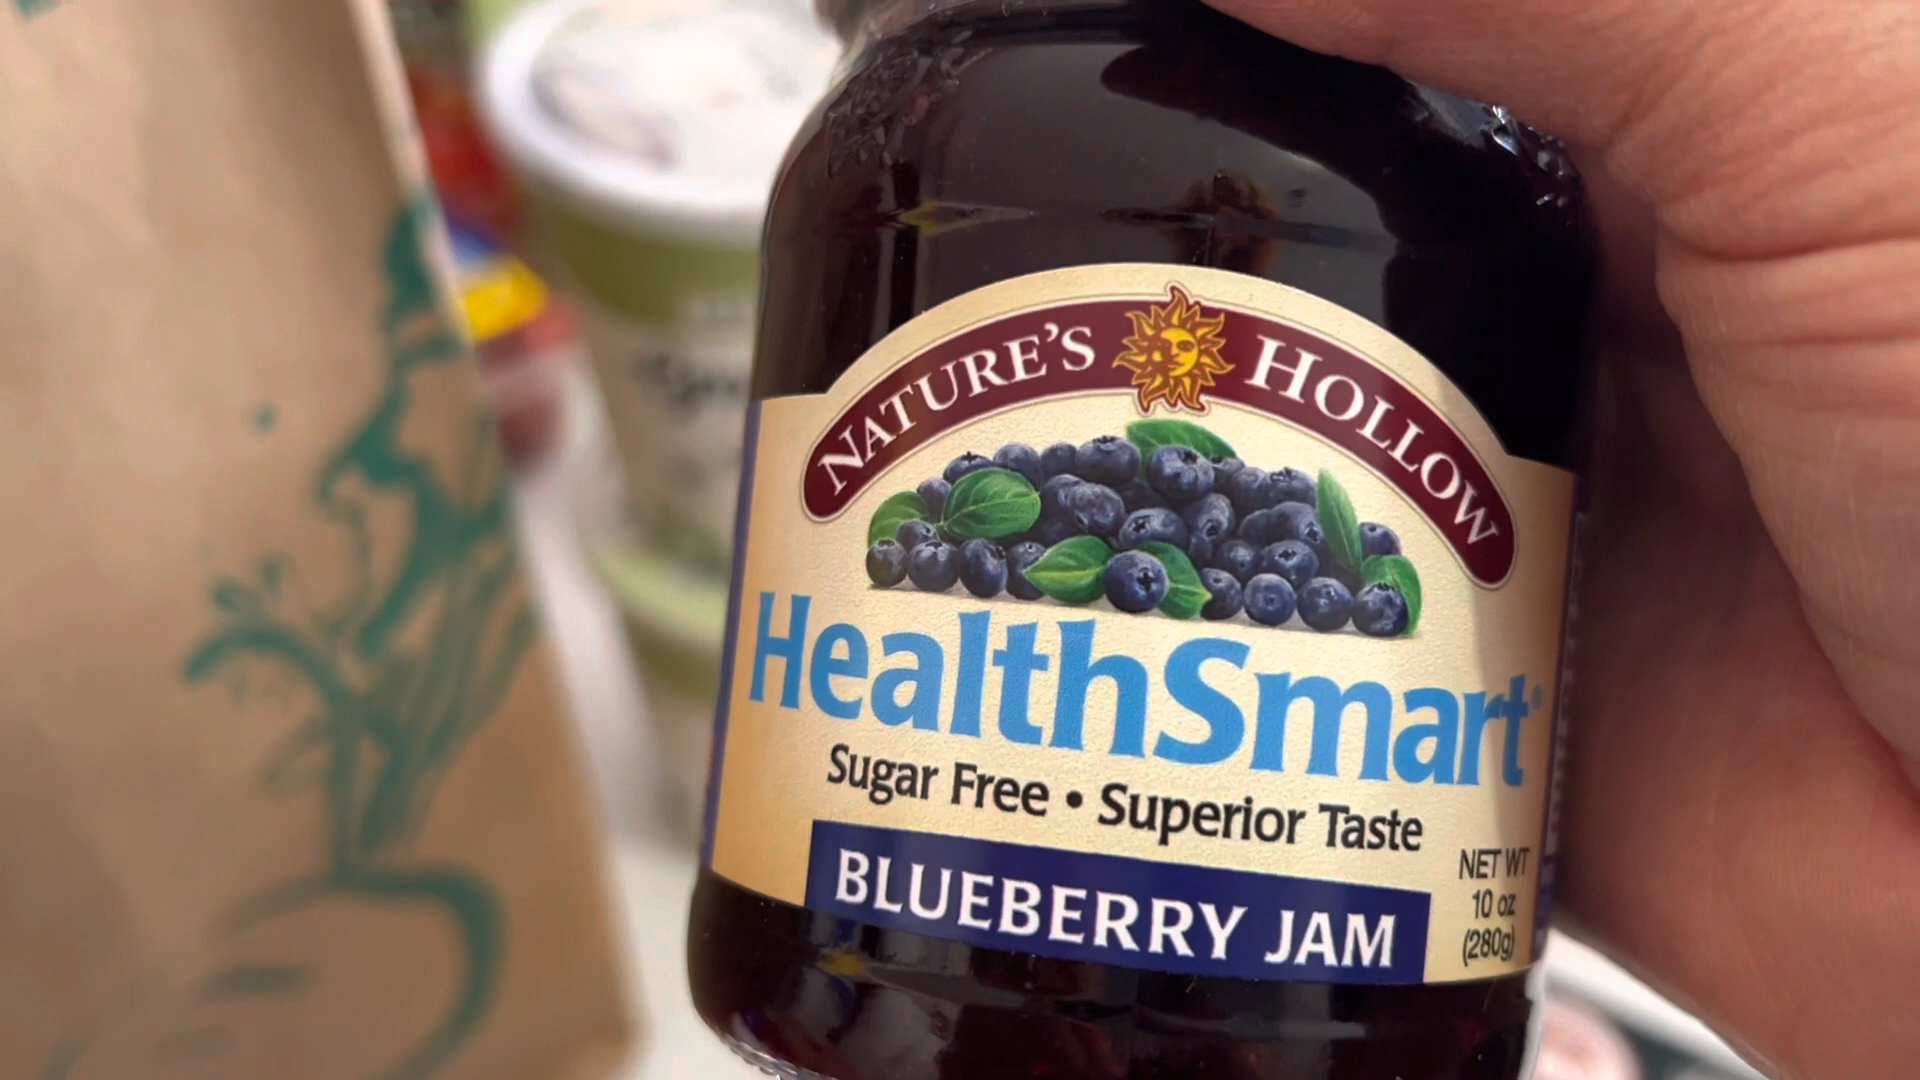 NATURE'S HOLLOW
HealthSmart®
Sugar Free • Superior Taste
BLUEBERRY JAM
NET WT
10 oz
(280g)